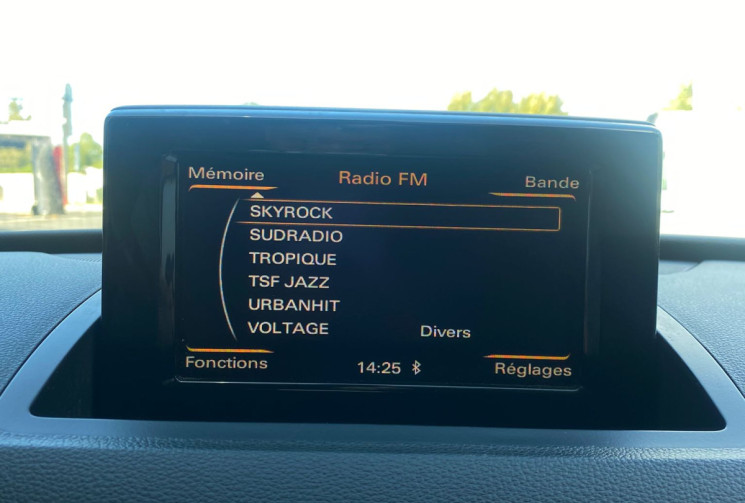 Mémoire Radio FM Bande
SKYROCK
SUDRADIO
TROPIQUE
TSF JAZZ
URBANHIT
VOLTAGE Divers
Fonctions 14:25 Réglages